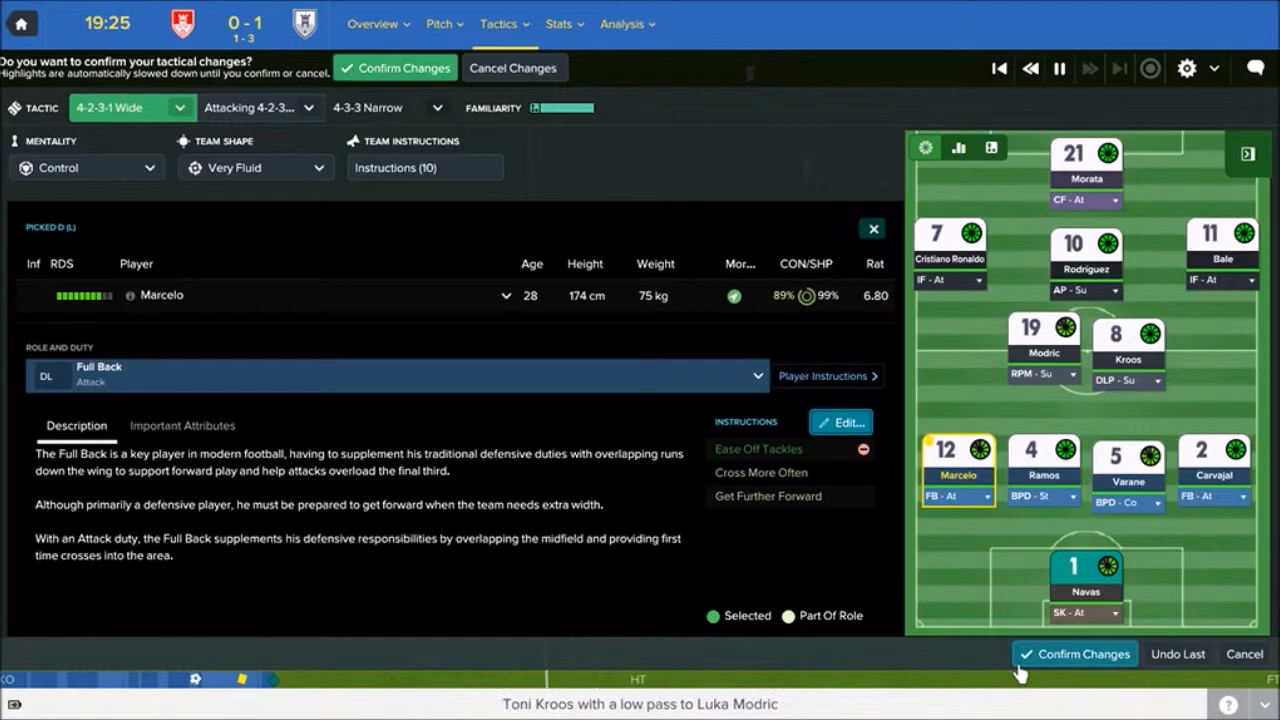 19:25
0 - 1
1 - 3
Overview
Pitch
Tactics
Stats
Analysis
Do you want to confirm your tactical changes?
Highlights are automatically slowed down until you confirm or cancel.
Confirm Changes
Cancel Changes
TACTIC
4-2-3-1 Wide
Attacking 4-2-3...
4-3-3 Narrow
FAMILIARITY
MENTALITY
TEAM SHAPE
TEAM INSTRUCTIONS
Control
Very Fluid
Instructions (10)
PICKED D (L)
Inf RDS Player Age Height Weight Mor... CON/SHP Rat
Marcelo 28 174 cm 75 kg 89% 99% 6.80
ROLE AND DUTY
DL
Full Back
Attack
Player Instructions
Description
Important Attributes
The Full Back is a key player in modern football, having to supplement his traditional defensive duties with overlapping runs
down the wing to support forward play and help attacks overload the final third.
Although primarily a defensive player, he must be prepared to get forward when the team needs extra width.
With an Attack duty, the Full Back supplements his defensive responsibilities by overlapping the midfield and providing first
time crosses into the area.
INSTRUCTIONS
Edit...
Ease Off Tackles
Cross More Often
Get Further Forward
Selected
Part Of Role
21
Morata
CF - At
7
Cristiano Ronaldo
IF - At
10
Rodríguez
AP - Su
11
Bale
IF - At
19
Modric
RPM - Su
8
Kroos
DLP - Su
12
Marcelo
FB - At
4
Ramos
BPD - St
5
Varane
BPD - Co
2
Carvajal
FB - At
1
Navas
SK - At
Confirm Changes
Undo Last
Cancel
KO
HT
FT
Toni Kroos with a low pass to Luka Modric
?